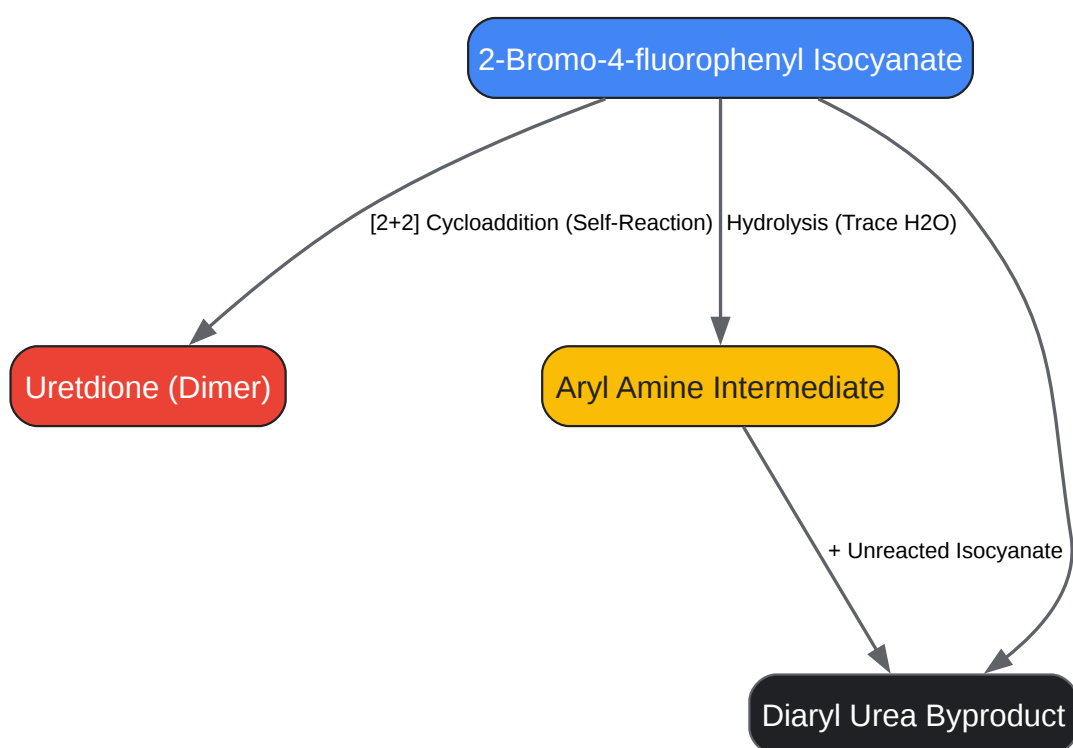 2-Bromo-4-fluorophenyl Isocyanate
[2+2] Cycloaddition (Self-Reaction)
Hydrolysis (Trace H2O)
Uretdione (Dimer)
Aryl Amine Intermediate
+ Unreacted Isocyanate
Diaryl Urea Byproduct